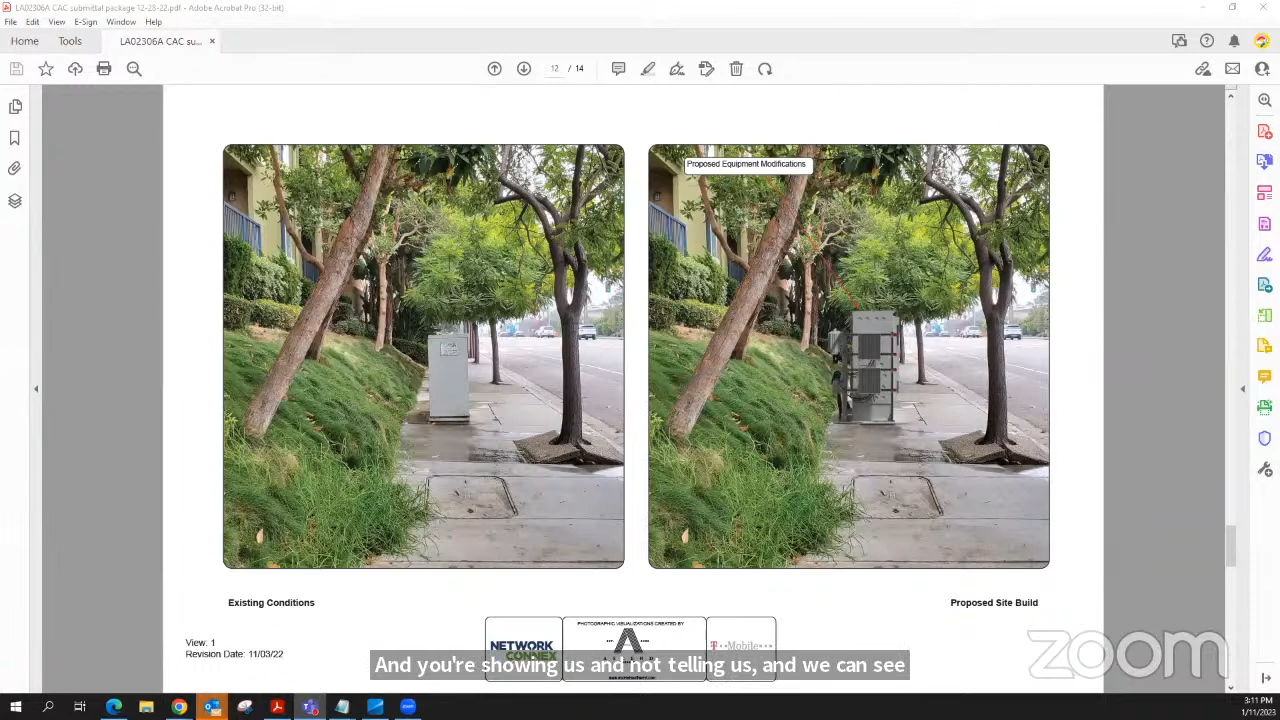 LA02306A CAC submittal package 12-28-22.pdf - Adobe Acrobat Pro (32-bit)
File Edit View E-Sign Window Help
Home Tools LA02306A CAC su... ×
12 / 14
Proposed Equipment Modifications
Existing Conditions
Proposed Site Build
View: 1
Revision Date: 11/03/22
PHOTOGRAPHIC VISUALIZATIONS CREATED BY
NETWORK
T··Mobile···
And you're showing us and not telling us, and we can see
zoom
3:11 PM
1/11/2023